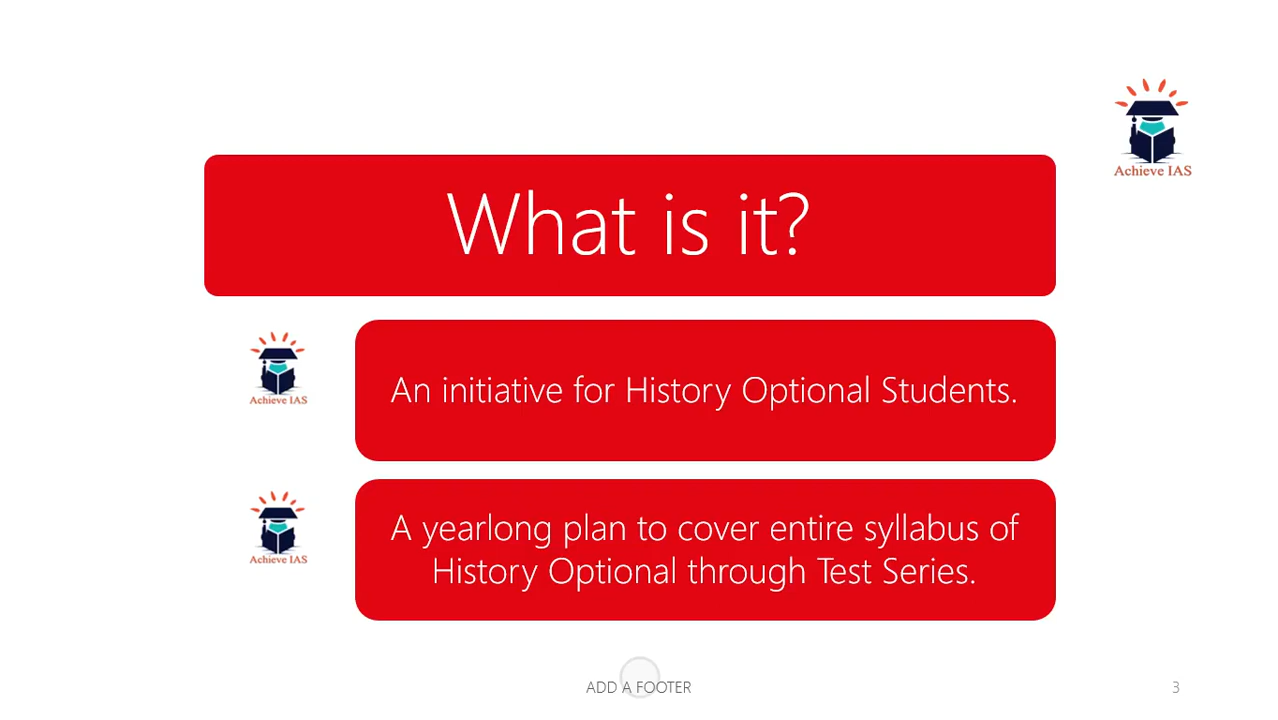 Achieve IAS
What is it?
Achieve IAS
An initiative for History Optional Students.
Achieve IAS
A yearlong plan to cover entire syllabus of
History Optional through Test Series.
ADD A FOOTER
3